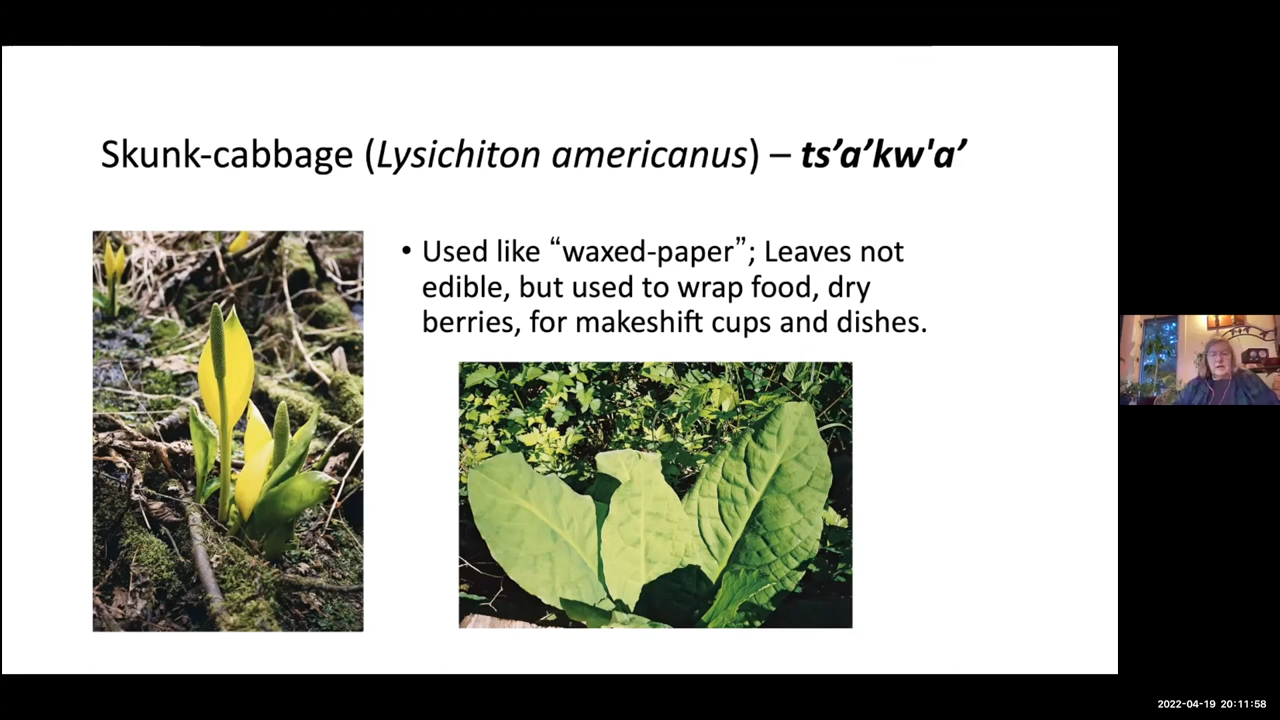 Skunk-cabbage (Lysichiton americanus) – ts’a’kw'a’
• Used like “waxed-paper”; Leaves not
edible, but used to wrap food, dry
berries, for makeshift cups and dishes.
2022-04-19 20:11:58